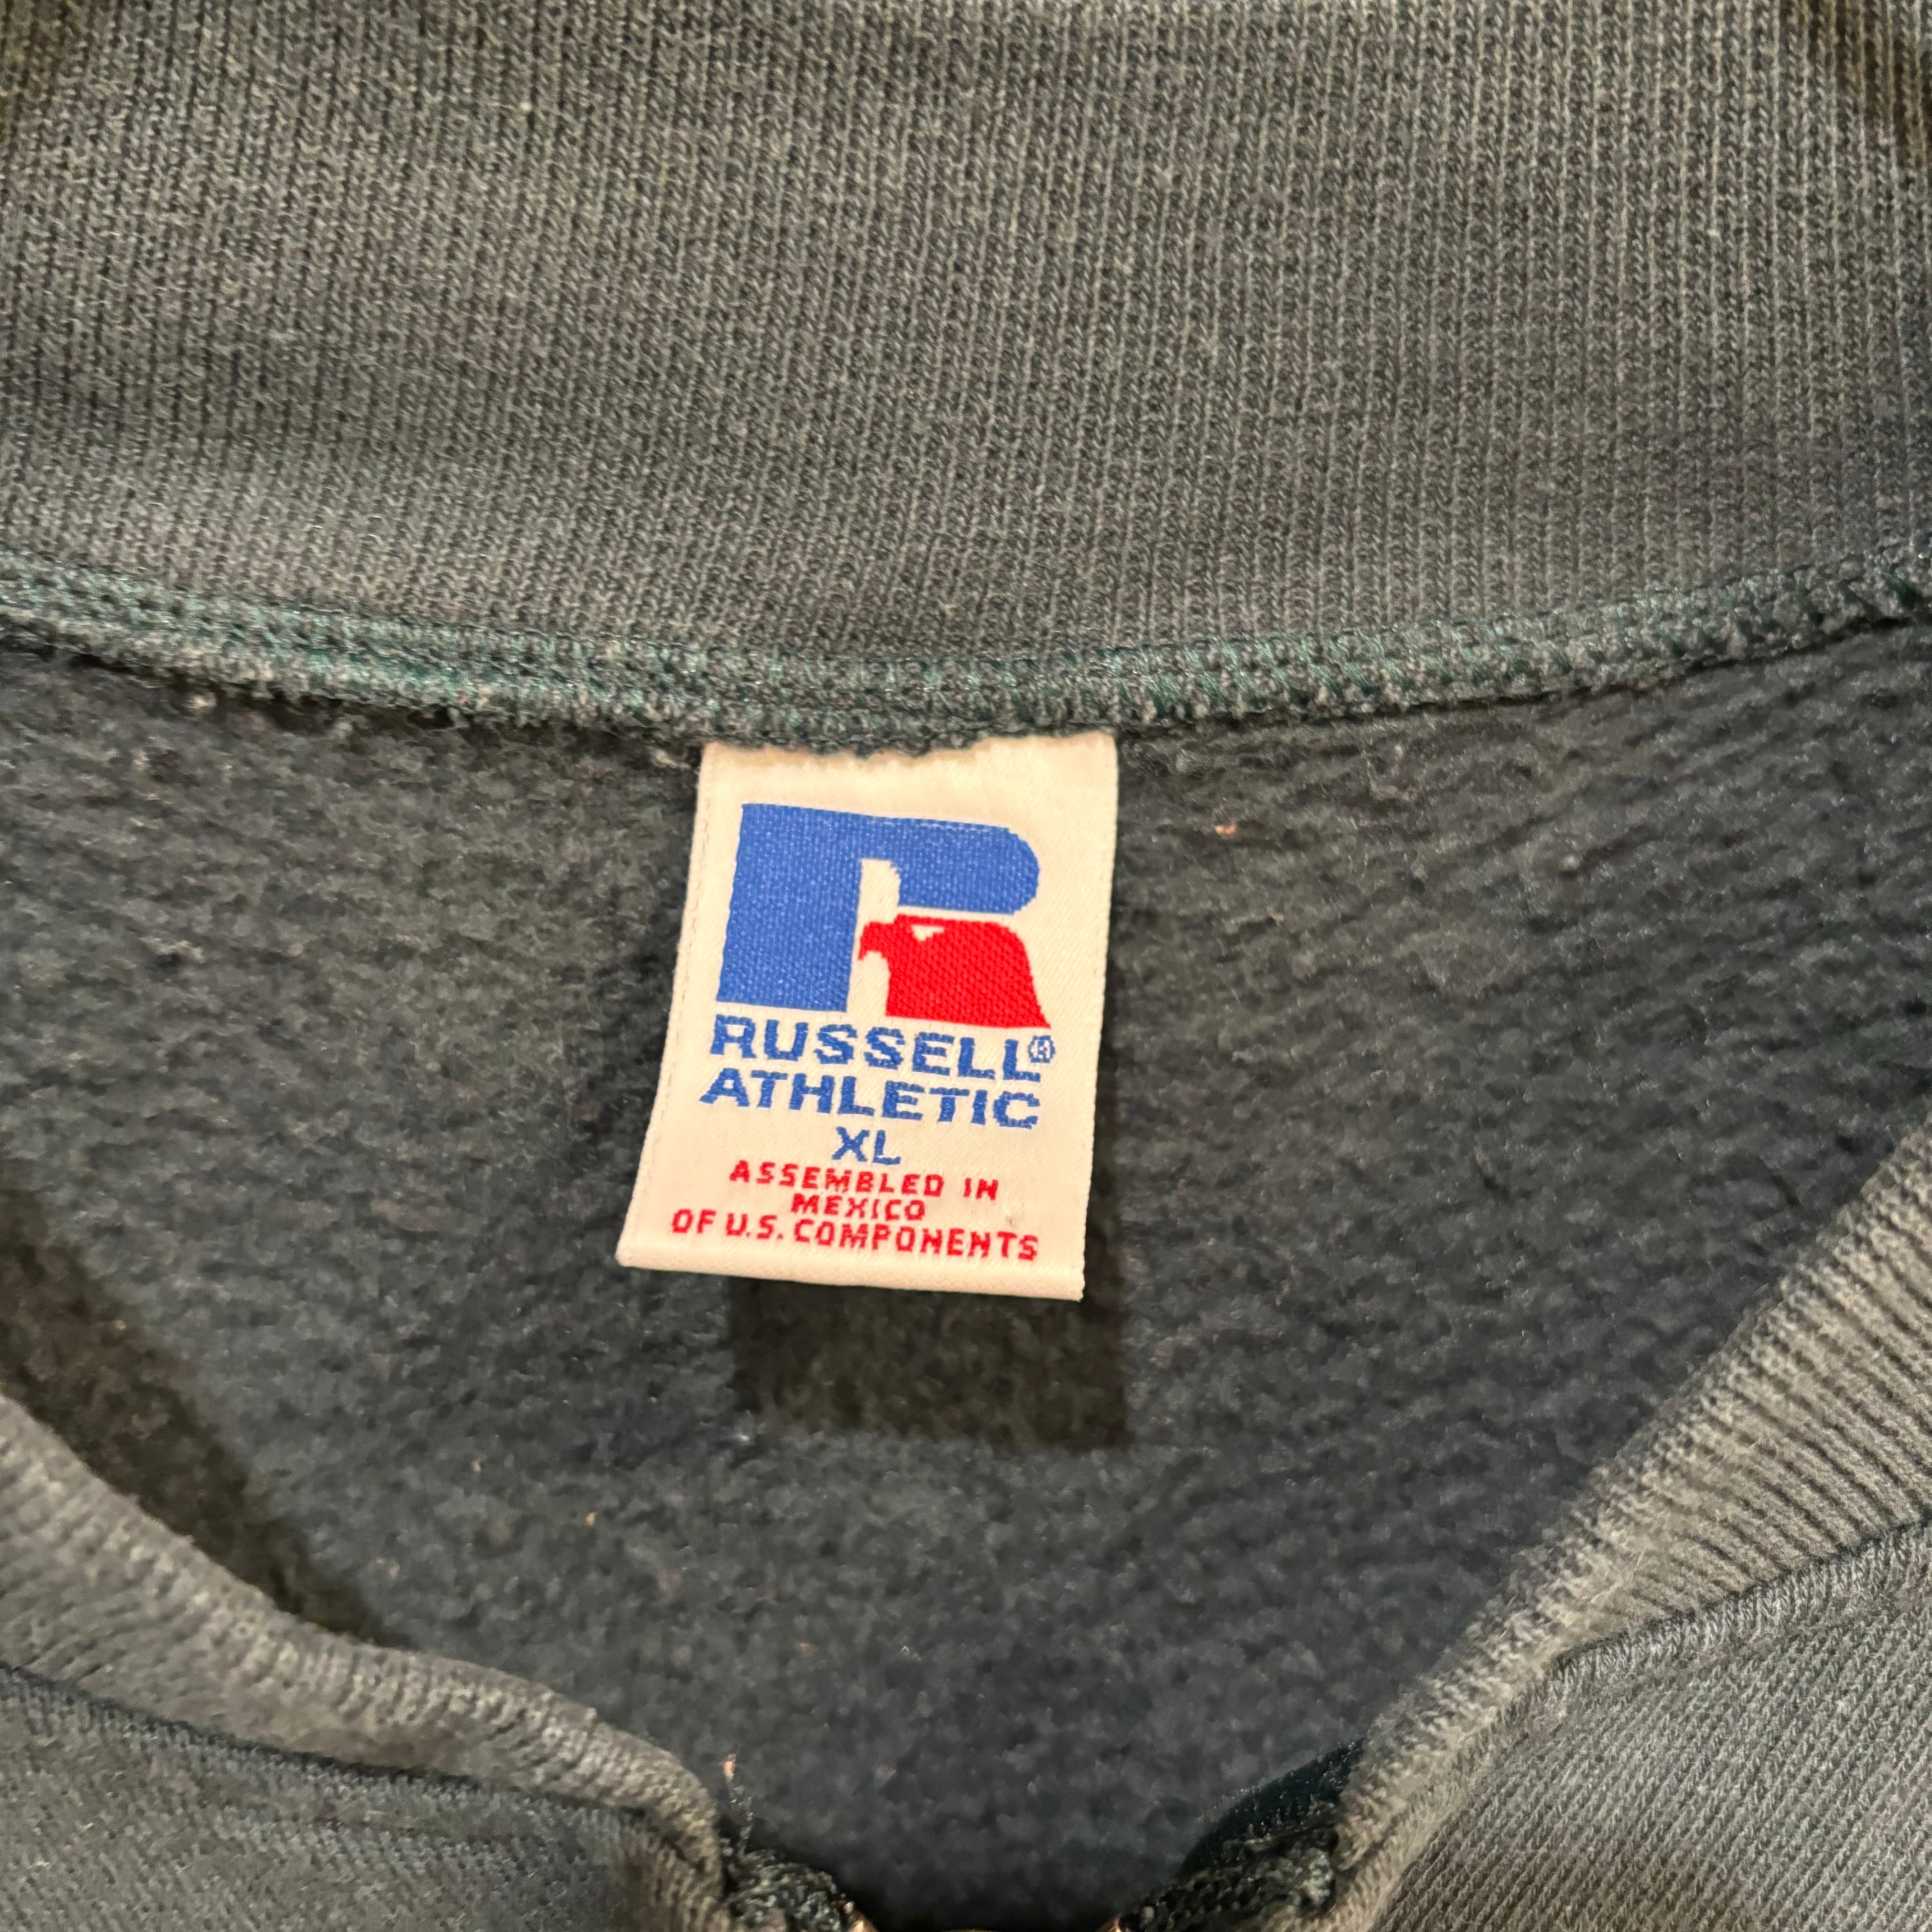 R
RUSSELL®
ATHLETIC
XL
ASSEMBLED IN
MEXICO
OF U.S. COMPONENTS